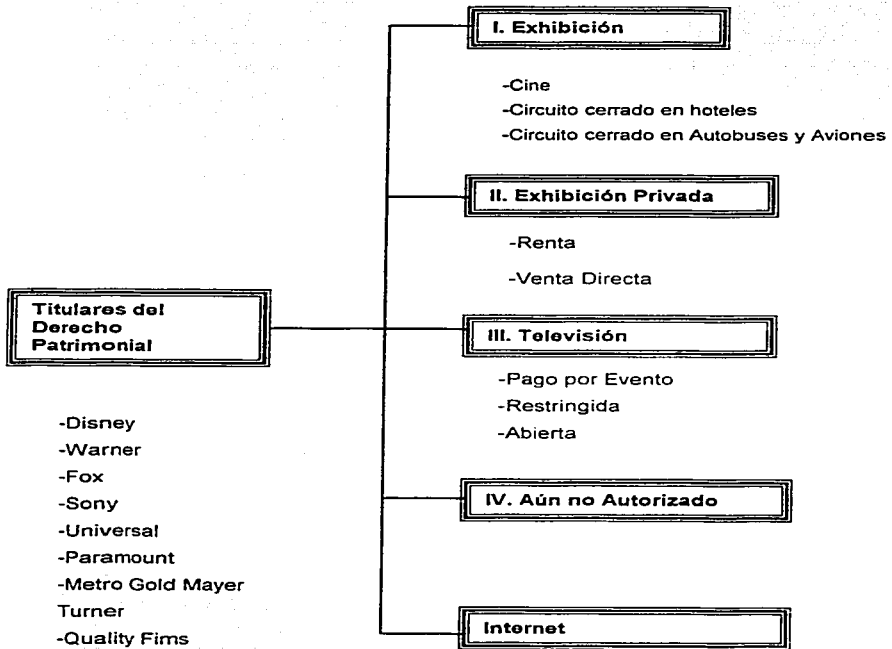 I. Exhibición
-Cine
-Circuito cerrado en hoteles
-Circuito cerrado en Autobuses y Aviones
II. Exhibición Privada
-Renta
-Venta Directa
Titulares del
Derecho
Patrimonial
III. Televisión
-Pago por Evento
-Restringida
-Abierta
-Disney
-Warner
-Fox
-Sony
-Universal
-Paramount
-Metro Gold Mayer
Turner
-Quality Fims
IV. Aún no Autorizado
Internet